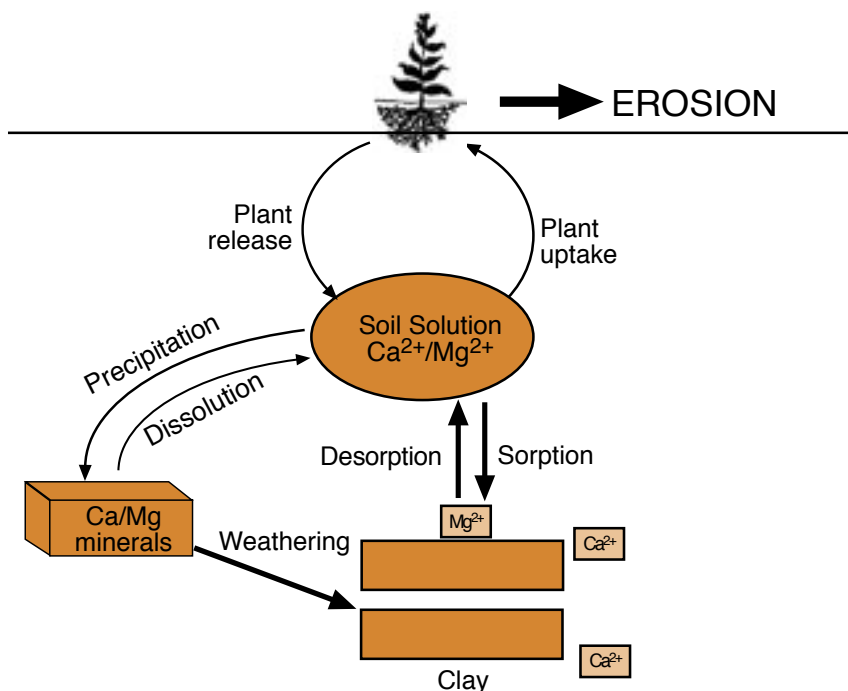 EROSION
Plant
release
Plant
uptake
Soil Solution
Ca²⁺/Mg²⁺
Precipitation
Dissolution
Desorption
Sorption
Ca/Mg
minerals
Weathering
Mg²⁺
Ca²⁺
Ca²⁺
Clay